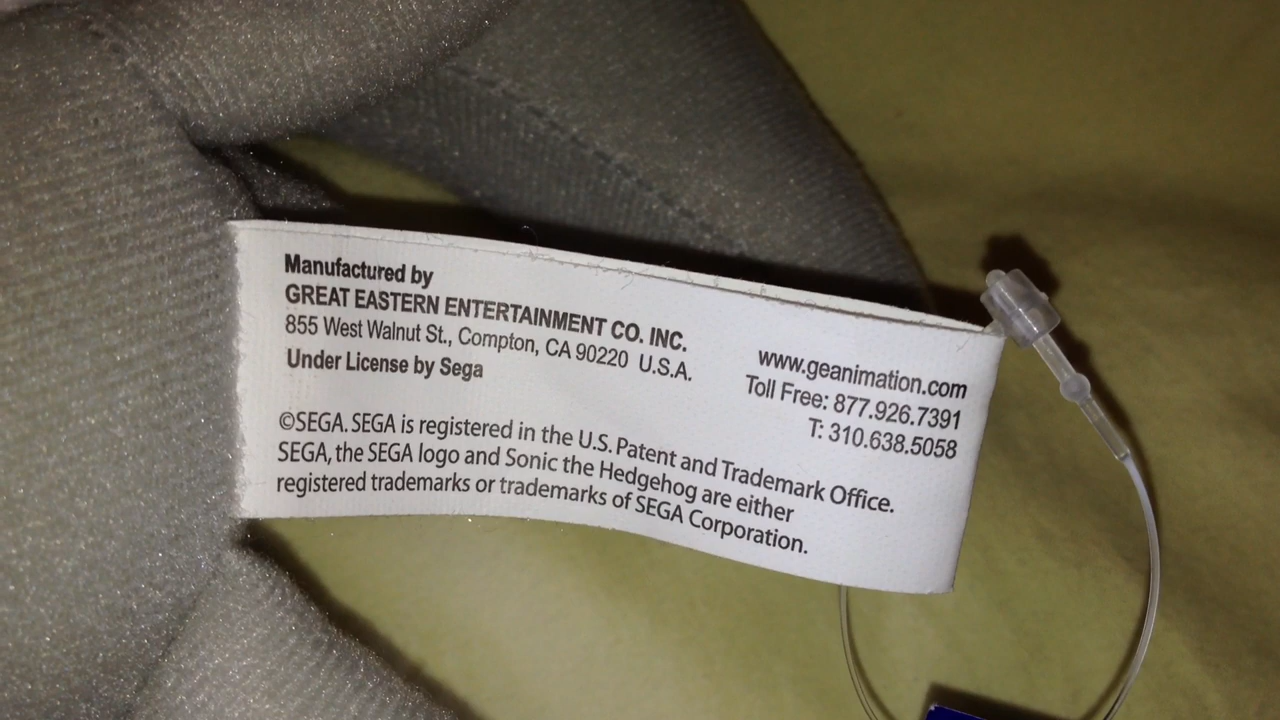 Manufactured by
GREAT EASTERN ENTERTAINMENT CO. INC.
855 West Walnut St., Compton, CA 90220 U.S.A.
Under License by Sega
www.geanimation.com
Toll Free: 877.926.7391
T: 310.638.5058
©SEGA. SEGA is registered in the U.S. Patent and Trademark Office.
SEGA, the SEGA logo and Sonic the Hedgehog are either
registered trademarks or trademarks of SEGA Corporation.